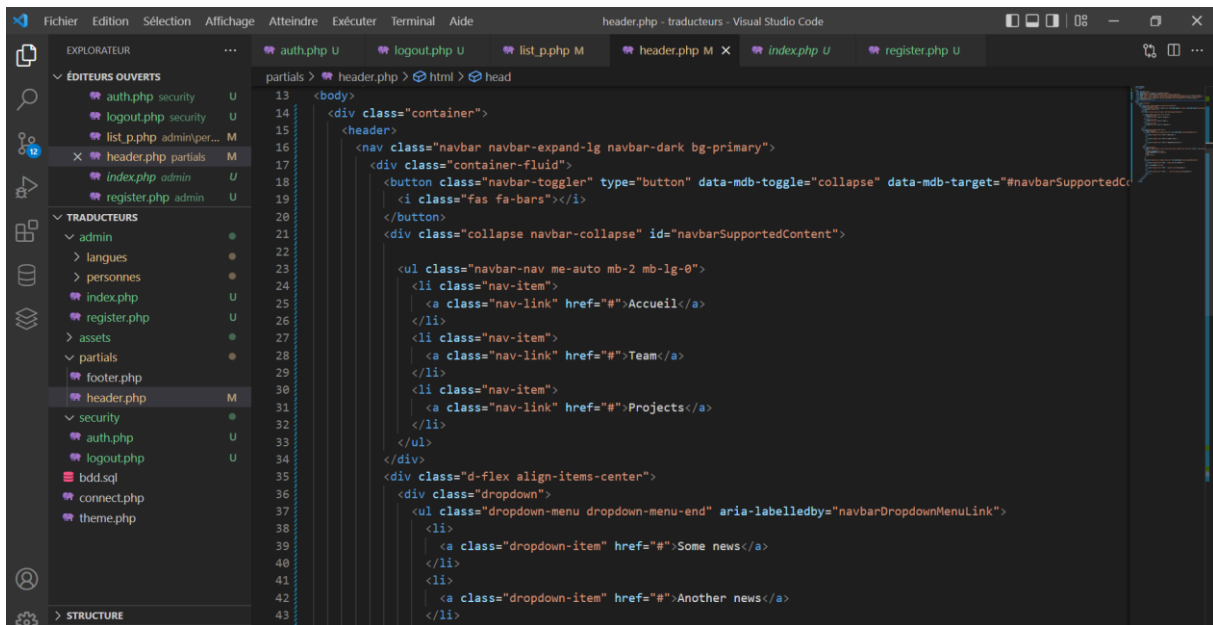 Fichier Edition Sélection Affichage Atteindre Exécuter Terminal Aide header.php - traducteurs - Visual Studio Code
EXPLORATEUR
auth.php U logout.php U list_p.php M header.php M index.php U register.php U
ÉDITEURS OUVERTS
auth.php security U
logout.php security U
list_p.php admin\per... M
header.php partials M
index.php admin U
register.php admin U
TRADUCTEURS
admin
langues
personnes
index.php U
register.php U
assets
partials
footer.php
header.php M
security
auth.php U
logout.php U
bdd.sql
connect.php
theme.php
STRUCTURE
12
partials > header.php > html > head
13 <body>
14 <div class="container">
15 <header>
16 <nav class="navbar navbar-expand-lg navbar-dark bg-primary">
17 <div class="container-fluid">
18 <button class="navbar-toggler" type="button" data-mdb-toggle="collapse" data-mdb-target="#navbarSupportedCo
19 <i class="fas fa-bars"></i>
20 </button>
21 <div class="collapse navbar-collapse" id="navbarSupportedContent">
22
23 <ul class="navbar-nav me-auto mb-2 mb-lg-0">
24 <li class="nav-item">
25 <a class="nav-link" href="#">Accueil</a>
26 </li>
27 <li class="nav-item">
28 <a class="nav-link" href="#">Team</a>
29 </li>
30 <li class="nav-item">
31 <a class="nav-link" href="#">Projects</a>
32 </li>
33 </ul>
34 </div>
35 <div class="d-flex align-items-center">
36 <div class="dropdown">
37 <ul class="dropdown-menu dropdown-menu-end" aria-labelledby="navbarDropdownMenuLink">
38 <li>
39 <a class="dropdown-item" href="#">Some news</a>
40 </li>
41 <li>
42 <a class="dropdown-item" href="#">Another news</a>
43 </li>